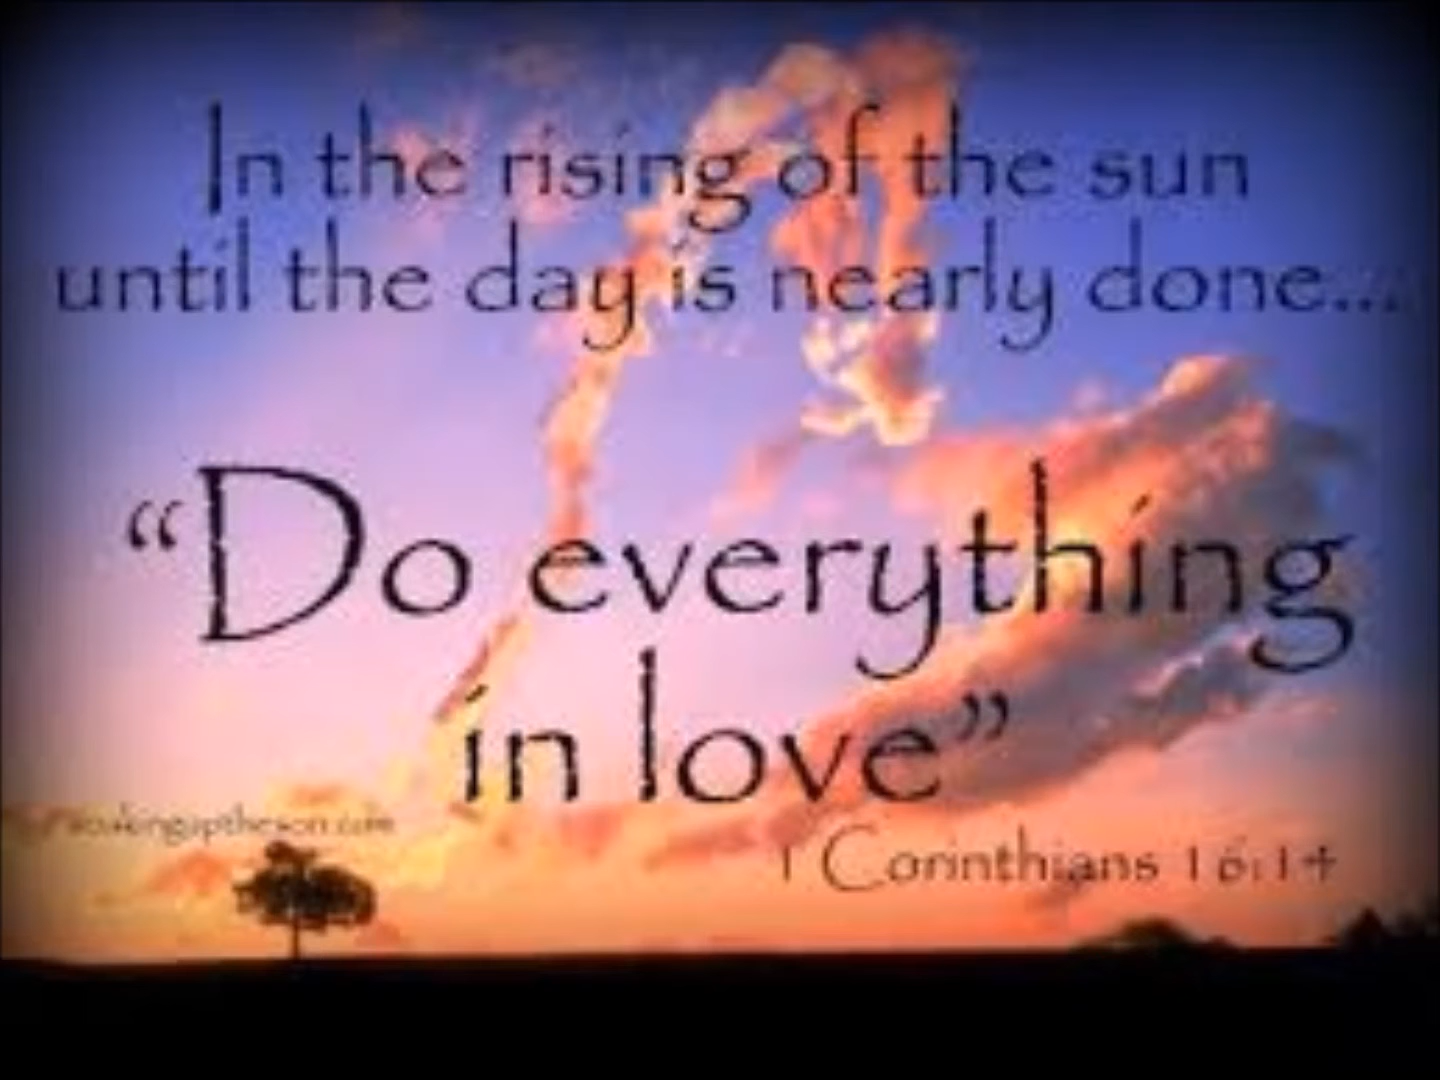 In the rising of the sun
until the day is nearly done...
“Do everything
in love”
1 Corinthians 16:14